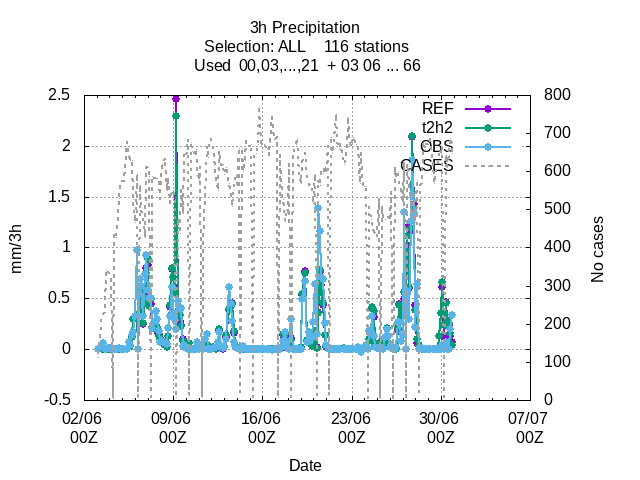 3h Precipitation
Selection: ALL    116 stations
Used  00,03,...,21  + 03 06 ... 66
REF
t2h2
OBS
CASES
2.5
2
1.5
1
0.5
0
-0.5
mm/3h
800
700
600
500
400
300
200
100
0
No cases
02/06 09/06 16/06 23/06 30/06 07/07
00Z 00Z 00Z 00Z 00Z 00Z
Date